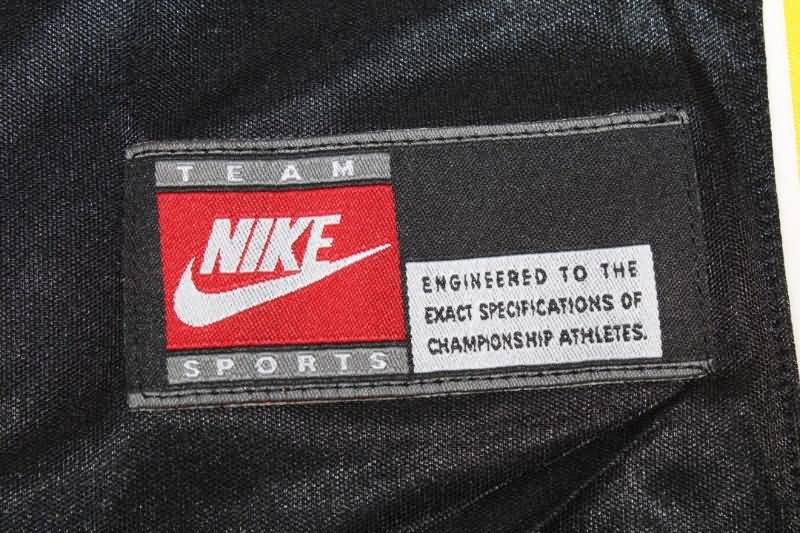 TEAM
NIKE
SPORTS
ENGINEERED TO THE
EXACT SPECIFICATIONS OF
CHAMPIONSHIP ATHLETES.